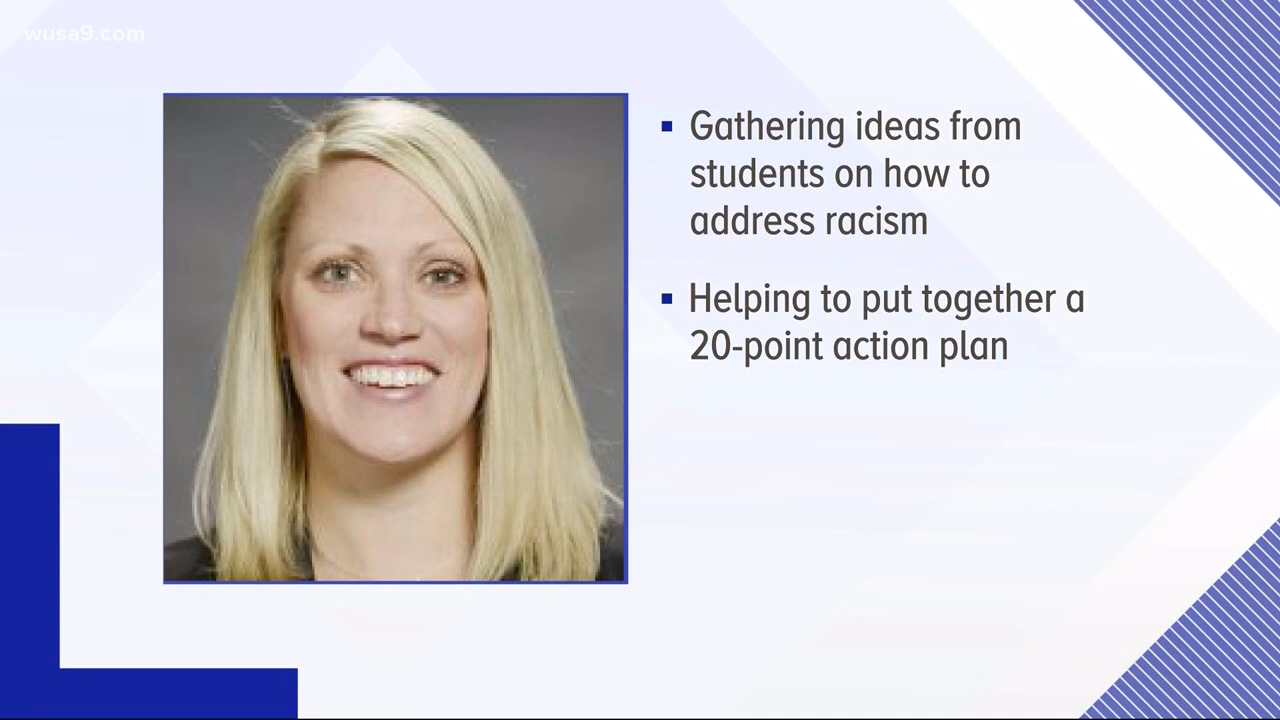 wusa9.com
▪ Gathering ideas from
students on how to
address racism
▪ Helping to put together a
20-point action plan